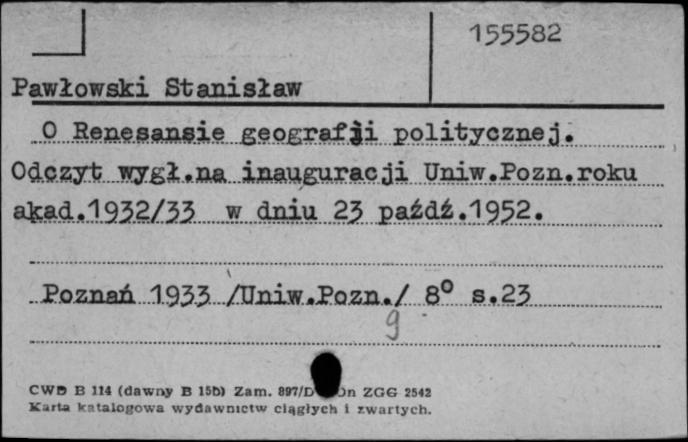 155582
Pawłowski Stanisław
O Renesansie geografji politycznej.
Odczyt wygł.na inauguracji Uniw.Pozn.roku
akad.1932/33 w dniu 23 paźdź.1952.
Poznań 1933 /Uniw.Pozn./ 8° s.23
9
CWD B 114 (dawny B 15b) Zam. 897/D ZGG 2542
Karta katalogowa wydawnictw ciągłych i zwartych.